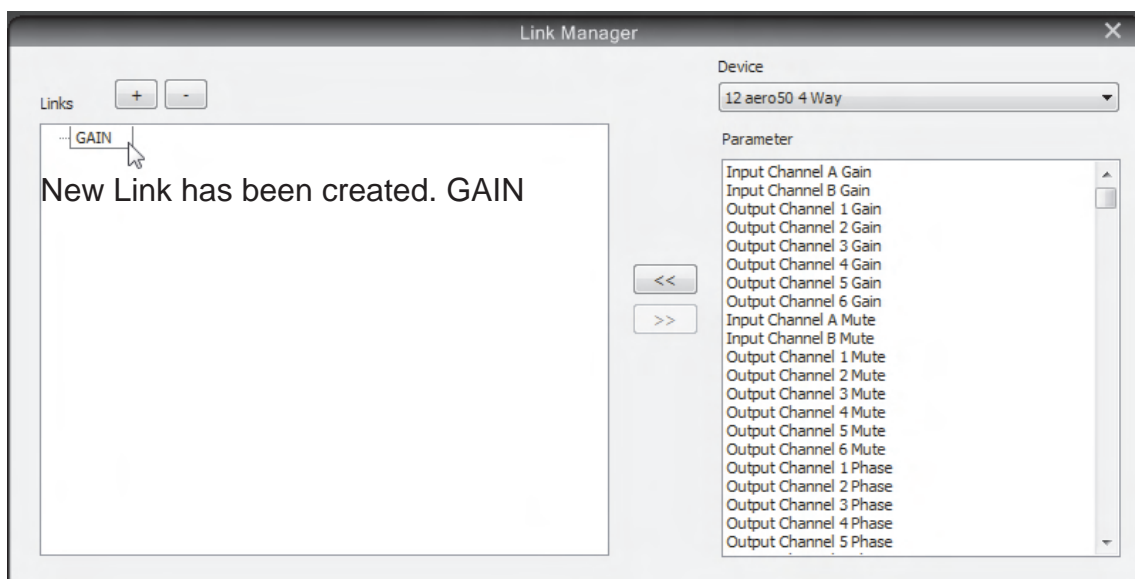 Link Manager
Links
+
-
GAIN
New Link has been created. GAIN
<<
>>
Device
12 aero50 4 Way
Parameter
Input Channel A Gain
Input Channel B Gain
Output Channel 1 Gain
Output Channel 2 Gain
Output Channel 3 Gain
Output Channel 4 Gain
Output Channel 5 Gain
Output Channel 6 Gain
Input Channel A Mute
Input Channel B Mute
Output Channel 1 Mute
Output Channel 2 Mute
Output Channel 3 Mute
Output Channel 4 Mute
Output Channel 5 Mute
Output Channel 6 Mute
Output Channel 1 Phase
Output Channel 2 Phase
Output Channel 3 Phase
Output Channel 4 Phase
Output Channel 5 Phase